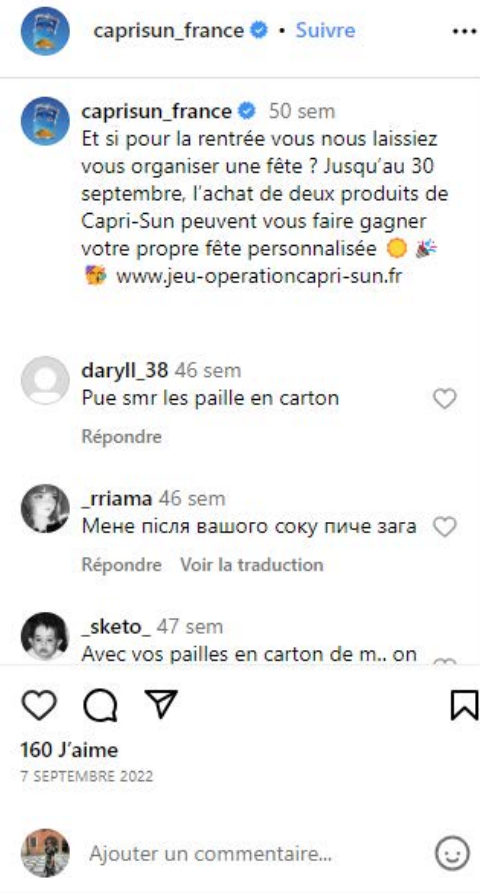 caprisun_france • Suivre
caprisun_france 50 sem
Et si pour la rentrée vous nous laissiez
vous organiser une fête ? Jusqu'au 30
septembre, l'achat de deux produits de
Capri-Sun peuvent vous faire gagner
votre propre fête personnalisée
www.jeu-operationcapri-sun.fr
daryll_38 46 sem
Pue smr les paille en carton
Répondre
_rriama 46 sem
Мене після вашого соку пиче зага
Répondre Voir la traduction
_sketo_ 47 sem
Avec vos pailles en carton de m.. on
160 J'aime
7 SEPTEMBRE 2022
Ajouter un commentaire...